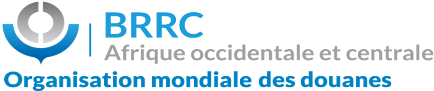 BRRC
Afrique occidentale et centrale
Organisation mondiale des douanes